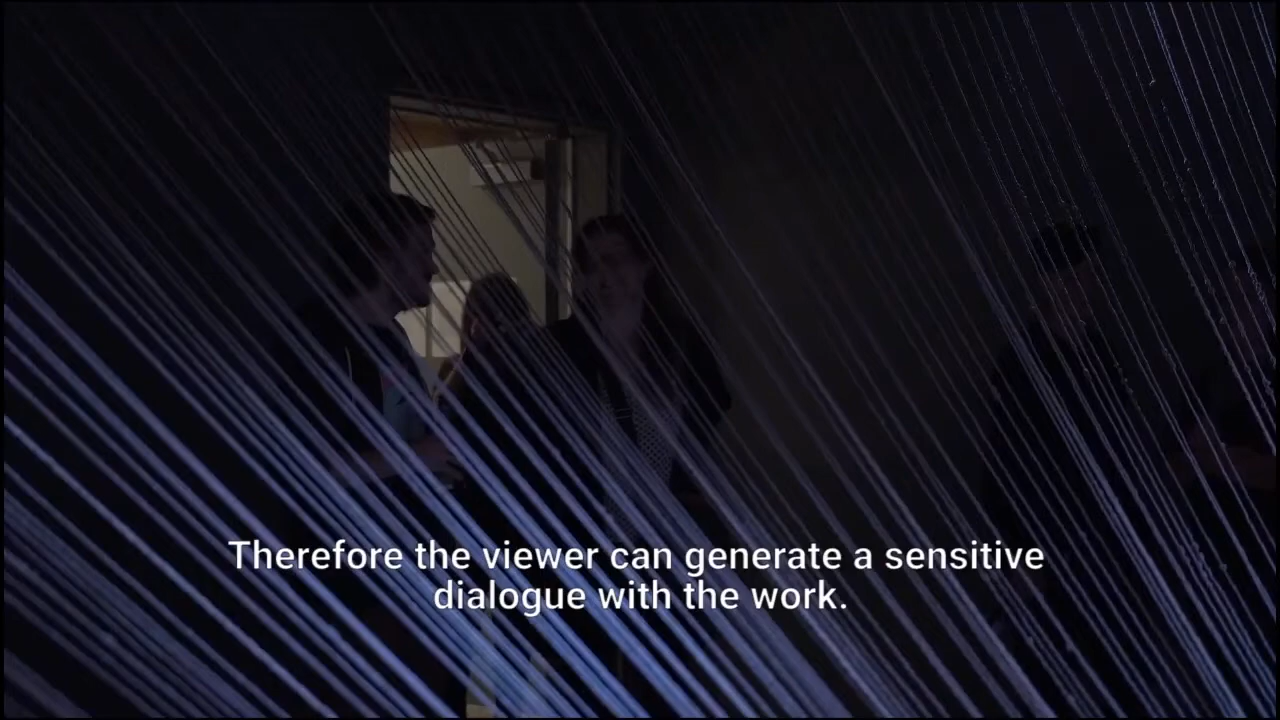 Therefore the viewer can generate a sensitive
dialogue with the work.